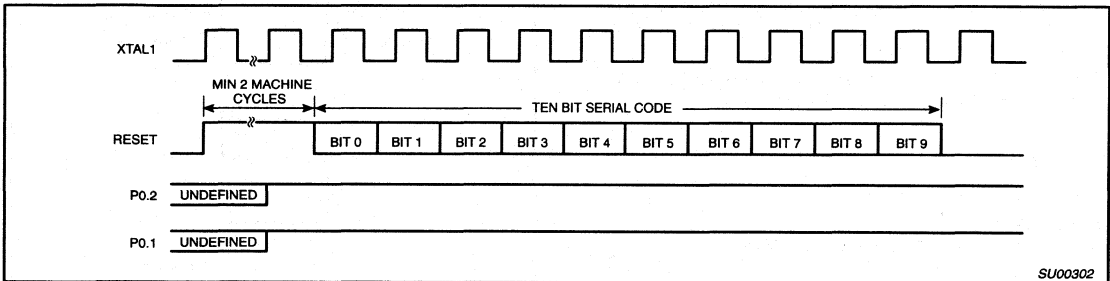 XTAL1
MIN 2 MACHINE
CYCLES
TEN BIT SERIAL CODE
RESET
BIT 0 BIT 1 BIT 2 BIT 3 BIT 4 BIT 5 BIT 6 BIT 7 BIT 8 BIT 9
P0.2 UNDEFINED
P0.1 UNDEFINED
SU00302